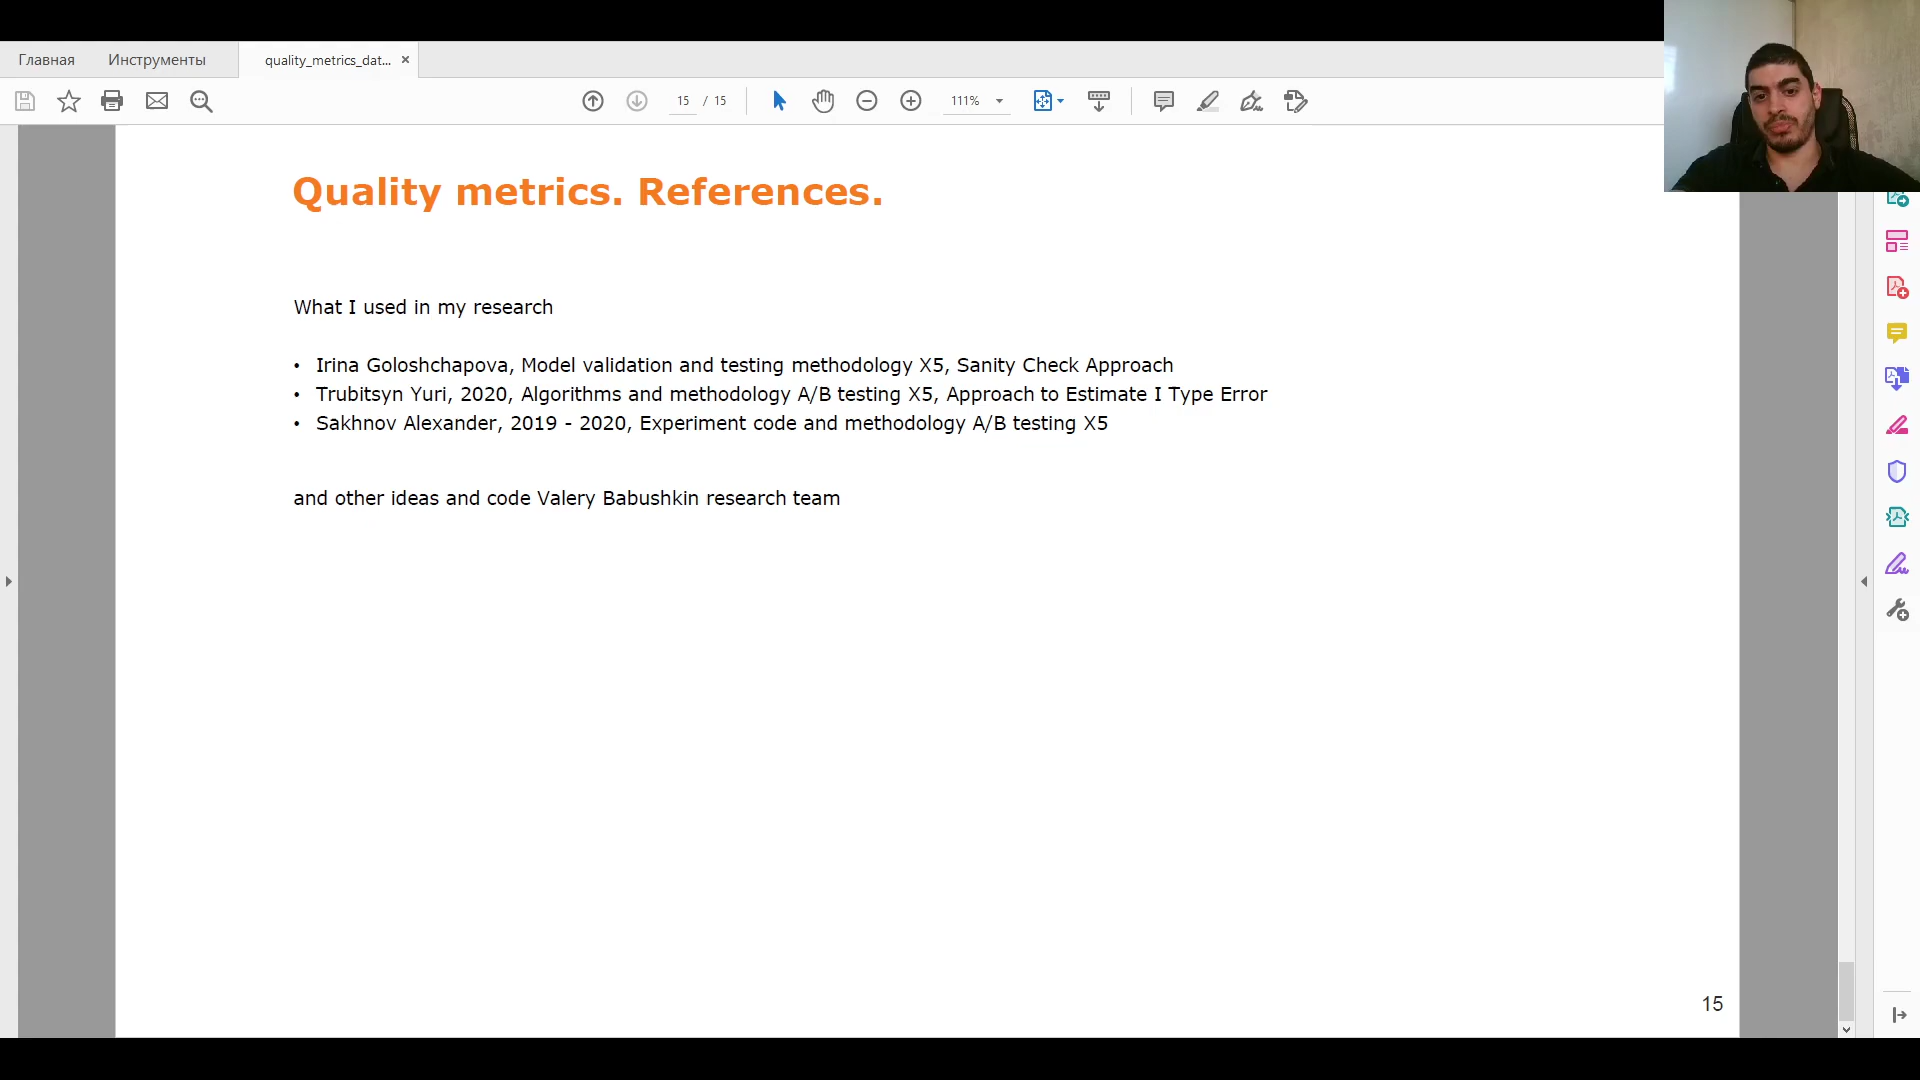 Главная Инструменты quality_metrics_dat... ×
15 / 15 111%
Quality metrics. References.
What I used in my research
• Irina Goloshchapova, Model validation and testing methodology X5, Sanity Check Approach
• Trubitsyn Yuri, 2020, Algorithms and methodology A/B testing X5, Approach to Estimate I Type Error
• Sakhnov Alexander, 2019 - 2020, Experiment code and methodology A/B testing X5
and other ideas and code Valery Babushkin research team
15